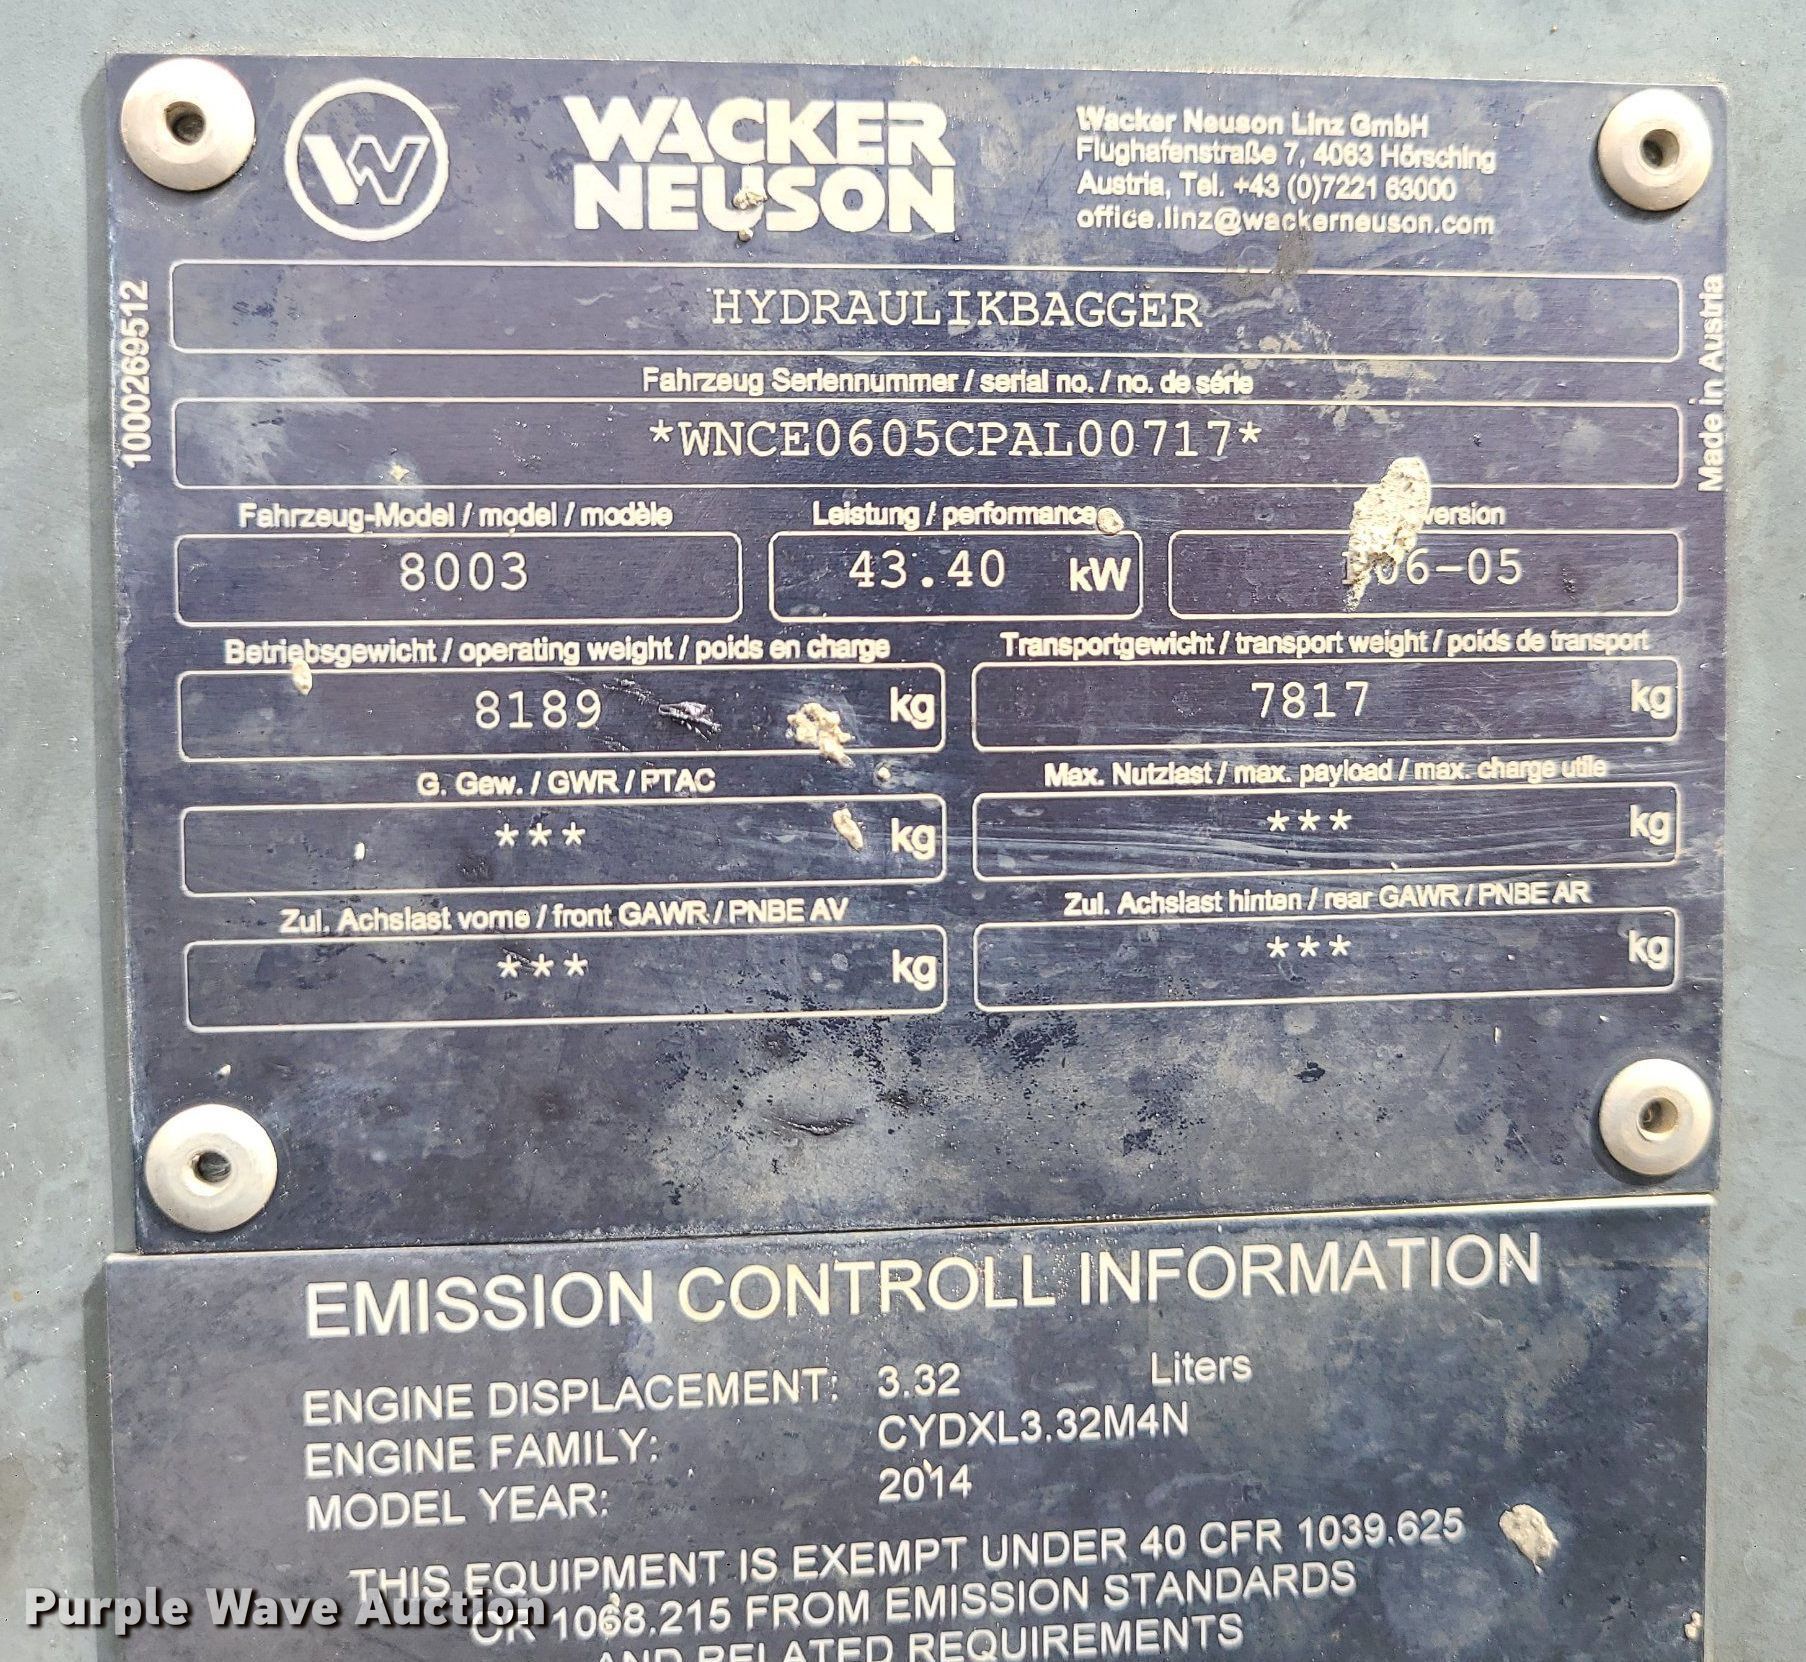 WACKER
NEUSON
Wacker Neuson Linz GmbH
Flughafenstraße 7, 4063 Hörsching
Austria, Tel. +43 (0)7221 63000
office.linz@wackerneuson.com
1000269512
Made in Austria
HYDRAULIKBAGGER
Fahrzeug Seriennummer / serial no. / no. de série
*WNCE0605CPAL00717*
Fahrzeug-Model / model / modèle
Leistung / performance
version
8003
43.40 kW
06-05
Betriebsgewicht / operating weight / poids en charge
Transportgewicht / transport weight / poids de transport
8189 kg
7817 kg
G. Gew. / GWR / PTAC
Max. Nutzlast / max. payload / max. charge utile
*** kg
*** kg
Zul. Achslast vorne / front GAWR / PNBE AV
Zul. Achslast hinten / rear GAWR / PNBE AR
*** kg
*** kg
EMISSION CONTROLL INFORMATION
ENGINE DISPLACEMENT: 3.32 Liters
ENGINE FAMILY: CYDXL3.32M4N
MODEL YEAR: 2014
THIS EQUIPMENT IS EXEMPT UNDER 40 CFR 1039.625
OR 1068.215 FROM EMISSION STANDARDS
AND RELATED REQUIREMENTS
Purple Wave Auction